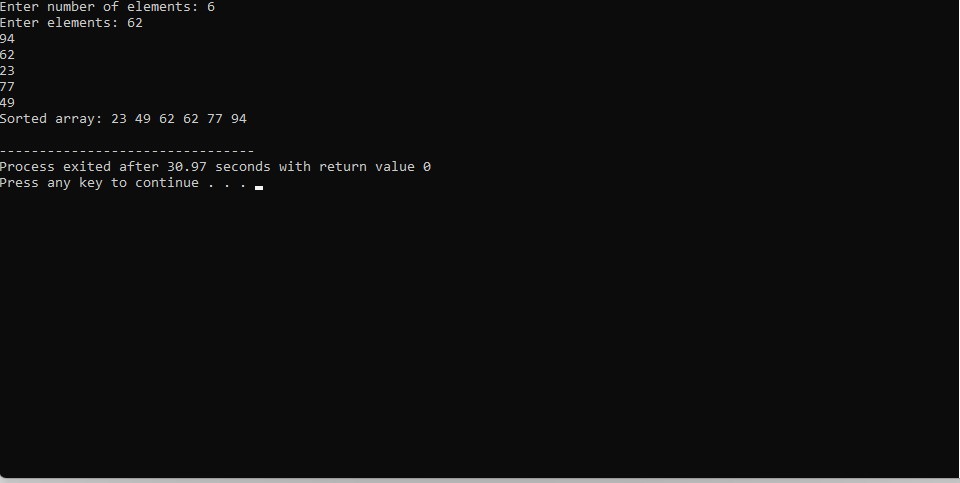 Enter number of elements: 6
Enter elements: 62
94
62
23
77
49
Sorted array: 23 49 62 62 77 94
--------------------------------
Process exited after 30.97 seconds with return value 0
Press any key to continue . . .